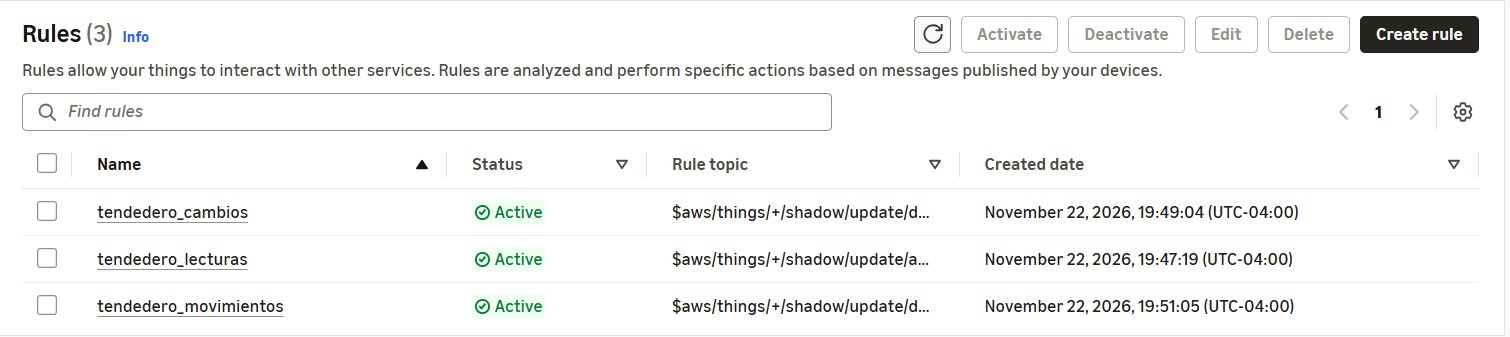 Rules (3) Info
Activate Deactivate Edit Delete Create rule
Rules allow your things to interact with other services. Rules are analyzed and perform specific actions based on messages published by your devices.
Find rules
1
Name Status Rule topic Created date
tendedero_cambios Active $aws/things/+/shadow/update/d... November 22, 2026, 19:49:04 (UTC-04:00)
tendedero_lecturas Active $aws/things/+/shadow/update/a... November 22, 2026, 19:47:19 (UTC-04:00)
tendedero_movimientos Active $aws/things/+/shadow/update/d... November 22, 2026, 19:51:05 (UTC-04:00)